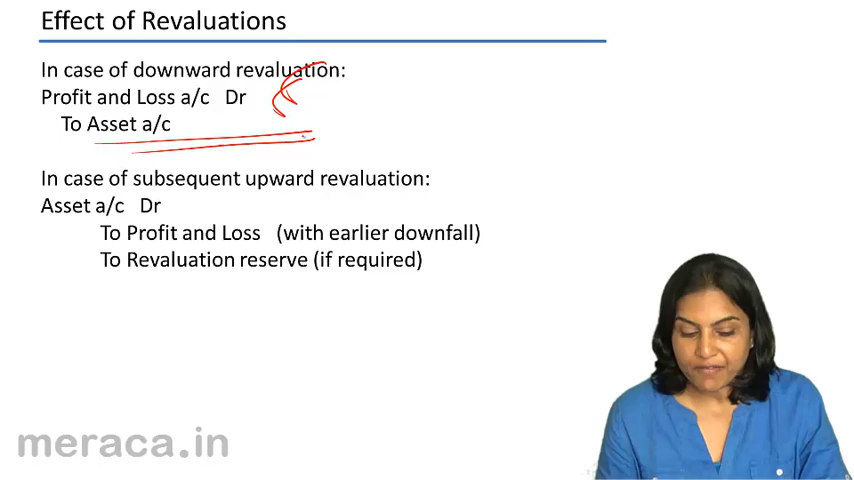 Effect of Revaluations
In case of downward revaluation:
Profit and Loss a/c Dr
To Asset a/c
In case of subsequent upward revaluation:
Asset a/c Dr
To Profit and Loss (with earlier downfall)
To Revaluation reserve (if required)
meraca.in